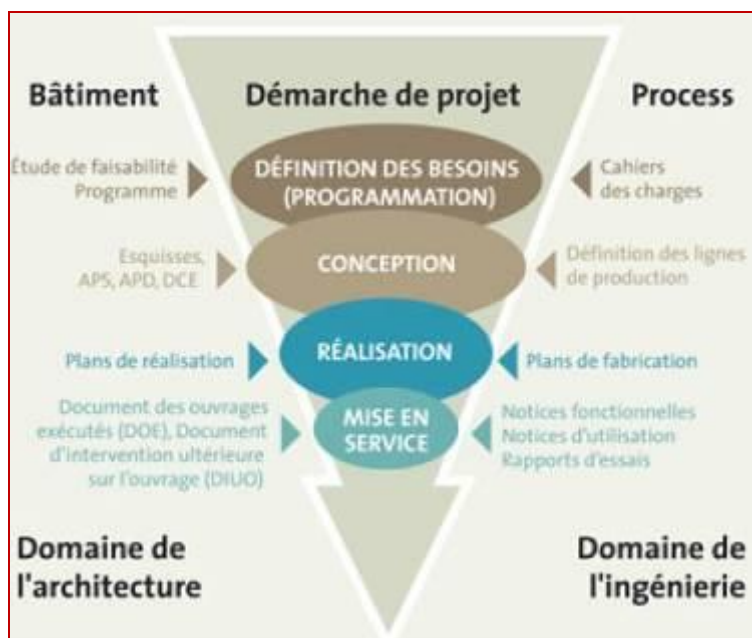 Bâtiment
Démarche de projet
Process
Étude de faisabilité
Programme
DÉFINITION DES BESOINS
(PROGRAMMATION)
Cahiers
des charges
Esquisses,
APS, APD, DCE
CONCEPTION
Définition des lignes
de production
Plans de réalisation
RÉALISATION
Plans de fabrication
Document des ouvrages
exécutés (DOE), Document
d'intervention ultérieure
sur l'ouvrage (DIUO)
MISE EN
SERVICE
Notices fonctionnelles
Notices d'utilisation
Rapports d'essais
Domaine de
l'architecture
Domaine de
l'ingénierie